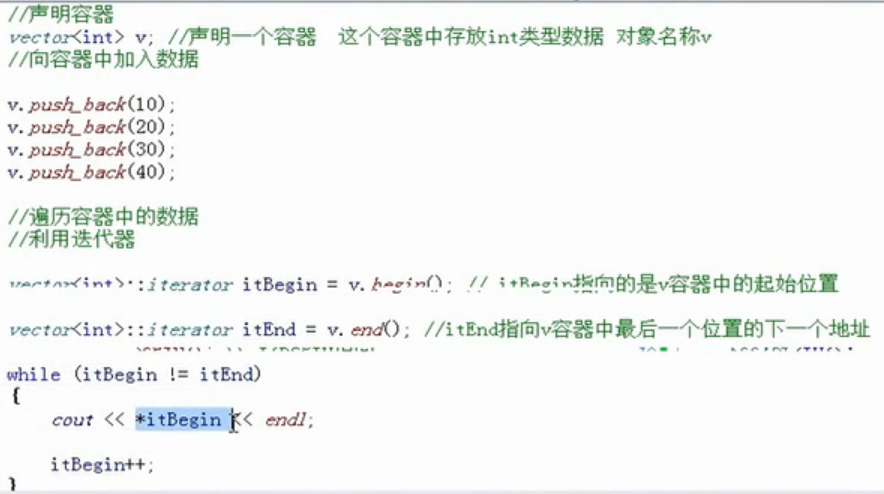 //声明容器
vector<int> v; //声明一个容器 这个容器中存放int类型数据 对象名称v
//向容器中加入数据
v.push_back(10);
v.push_back(20);
v.push_back(30);
v.push_back(40);
//遍历容器中的数据
//利用迭代器
vector<int>::iterator itBegin = v.begin(); // itBegin指向的是v容器中的起始位置
vector<int>::iterator itEnd = v.end(); //itEnd指向v容器中最后一个位置的下一个地址
while (itBegin != itEnd)
{
cout << *itBegin << endl;
itBegin++;
}